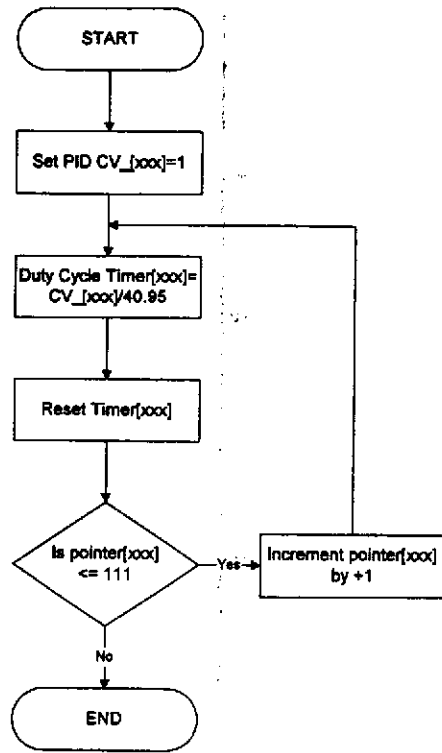 START
Set PID CV_[xxx]=1
Duty Cycle Timer[xxx]=
CV_[xxx]/40.95
Reset Timer[xxx]
Is pointer[xxx]
<= 111
Yes
Increment pointer[xxx]
by +1
No
END